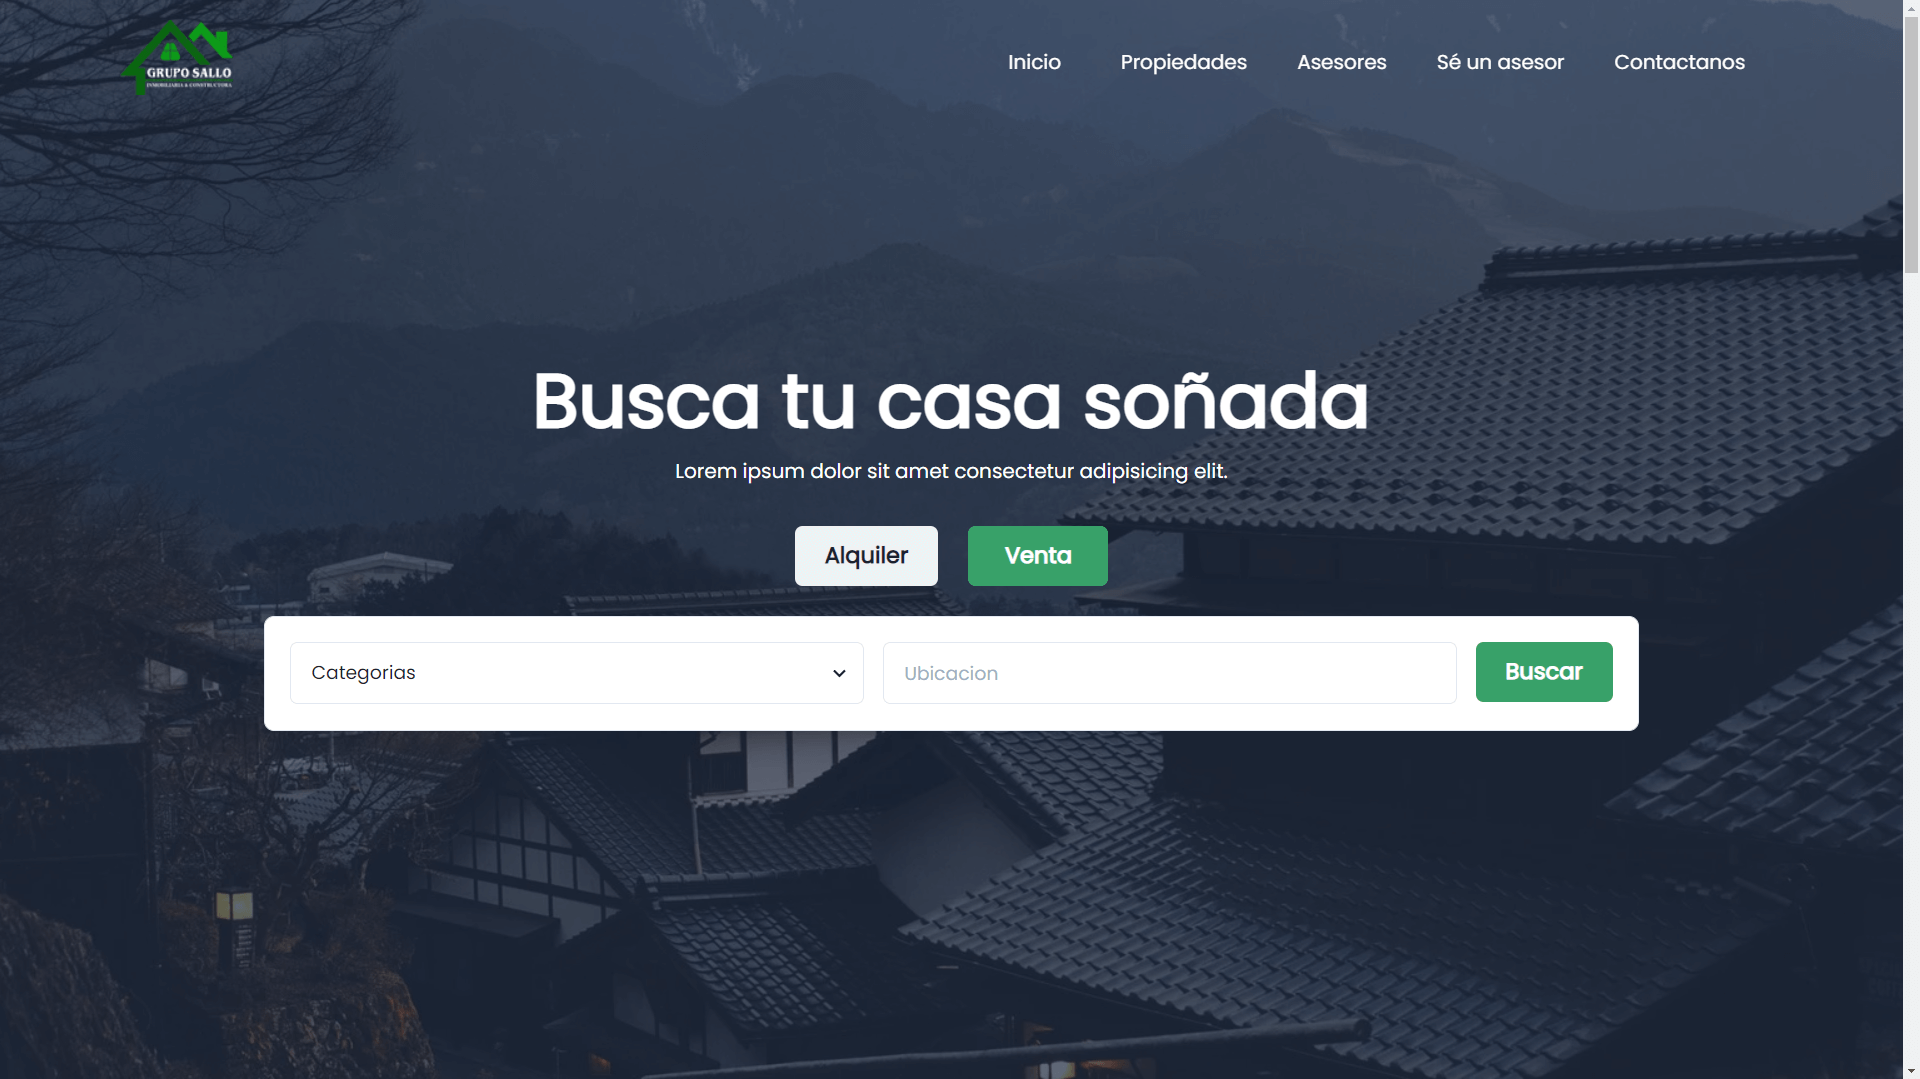 GRUPO SALLO
INMOBILIARIA & CONSTRUCTORA
Inicio
Propiedades
Asesores
Sé un asesor
Contactanos
Busca tu casa soñada
Lorem ipsum dolor sit amet consectetur adipisicing elit.
Alquiler
Venta
Categorias
Ubicacion
Buscar